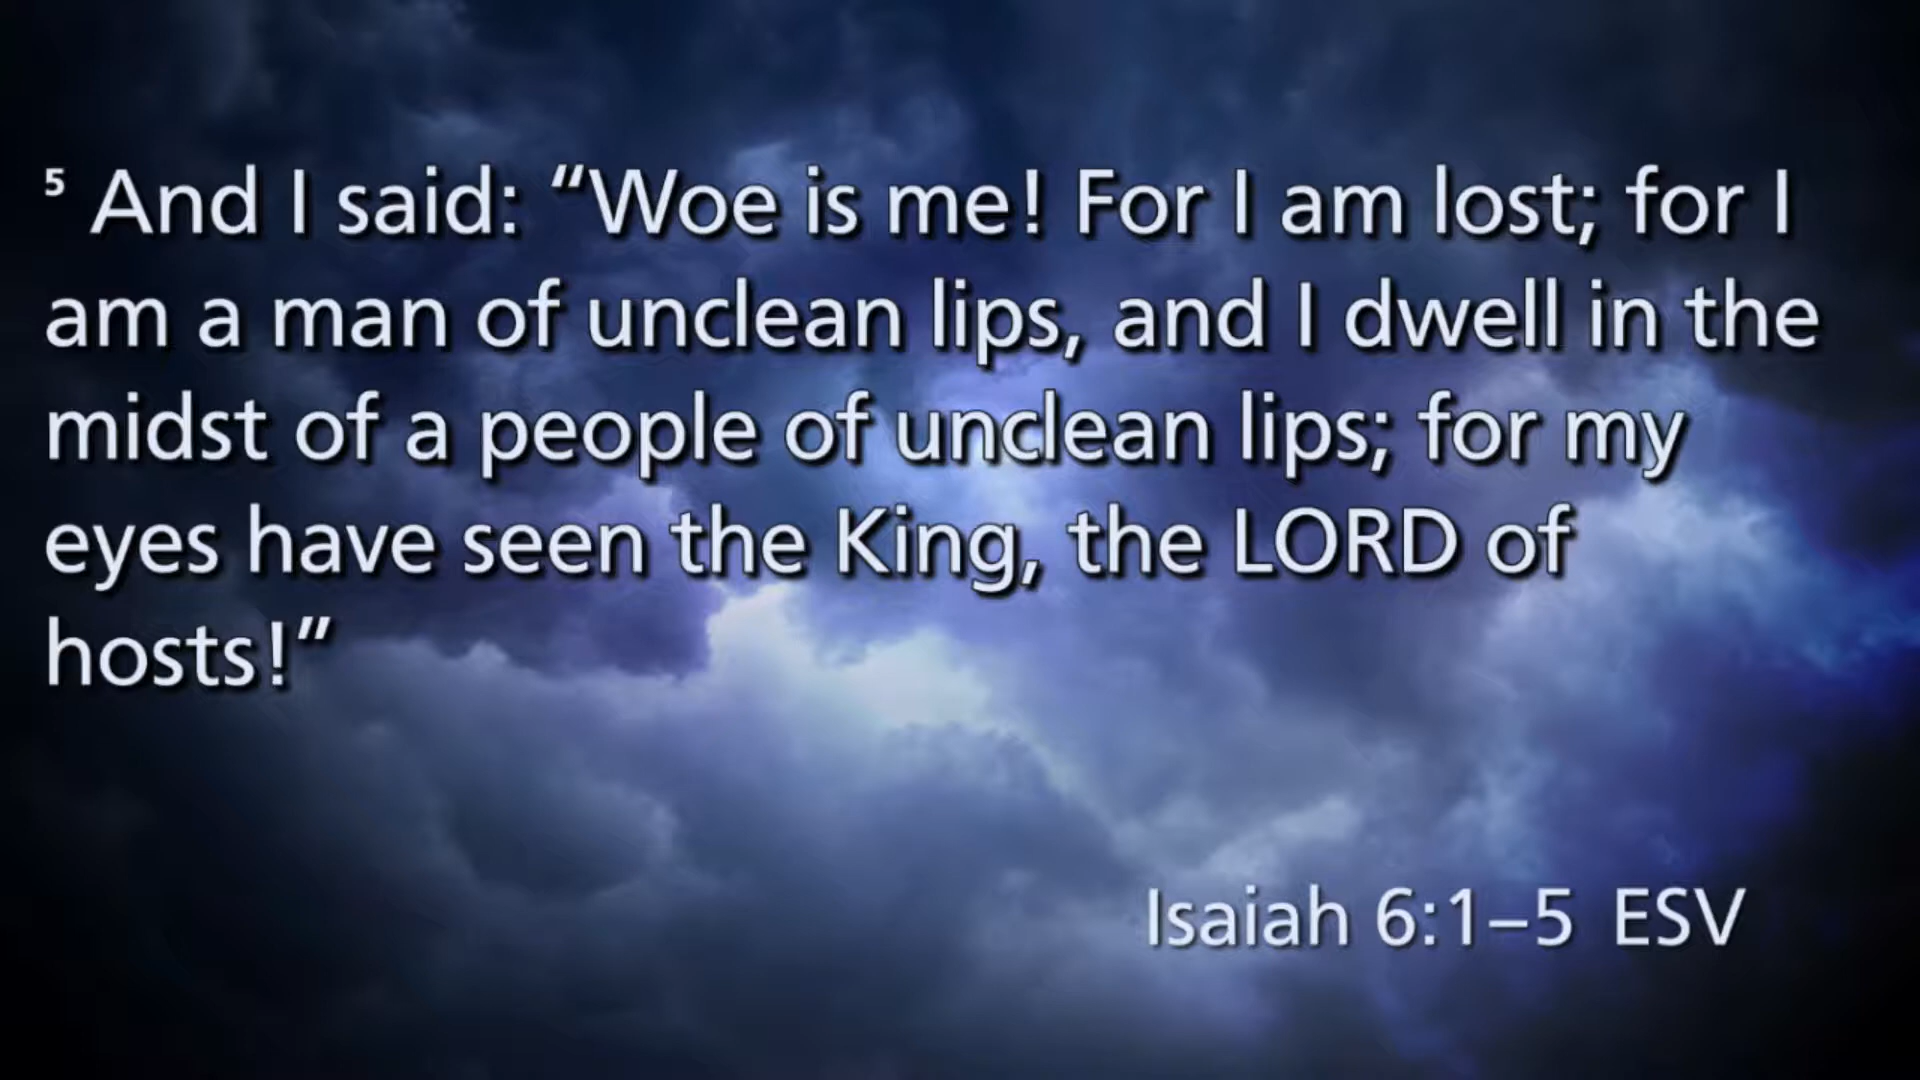 5 And I said: “Woe is me! For I am lost; for I
am a man of unclean lips, and I dwell in the
midst of a people of unclean lips; for my
eyes have seen the King, the LORD of
hosts!”
Isaiah 6:1–5 ESV